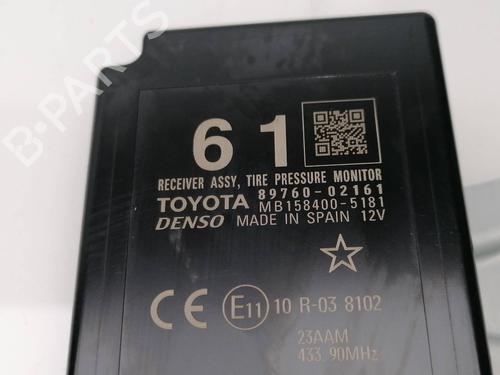 B-PARTS
61
RECEIVER ASSY, TIRE PRESSURE MONITOR
TOYOTA 89760-02161
DENSO MB158400-5181
MADE IN SPAIN 12V
CE E11 10 R-03 8102
23AAM
433.90MHz